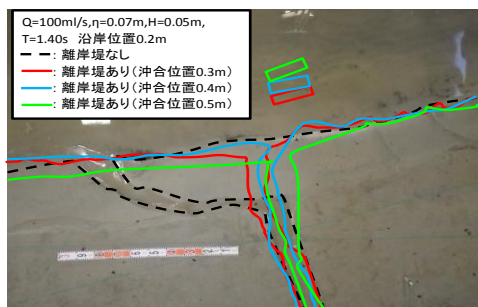 Q=100ml/s,η=0.07m,H=0.05m,
T=1.40s 沿岸位置0.2m
: 離岸堤なし
: 離岸堤あり(沖合位置0.3m)
: 離岸堤あり(沖合位置0.4m)
: 離岸堤あり(沖合位置0.5m)